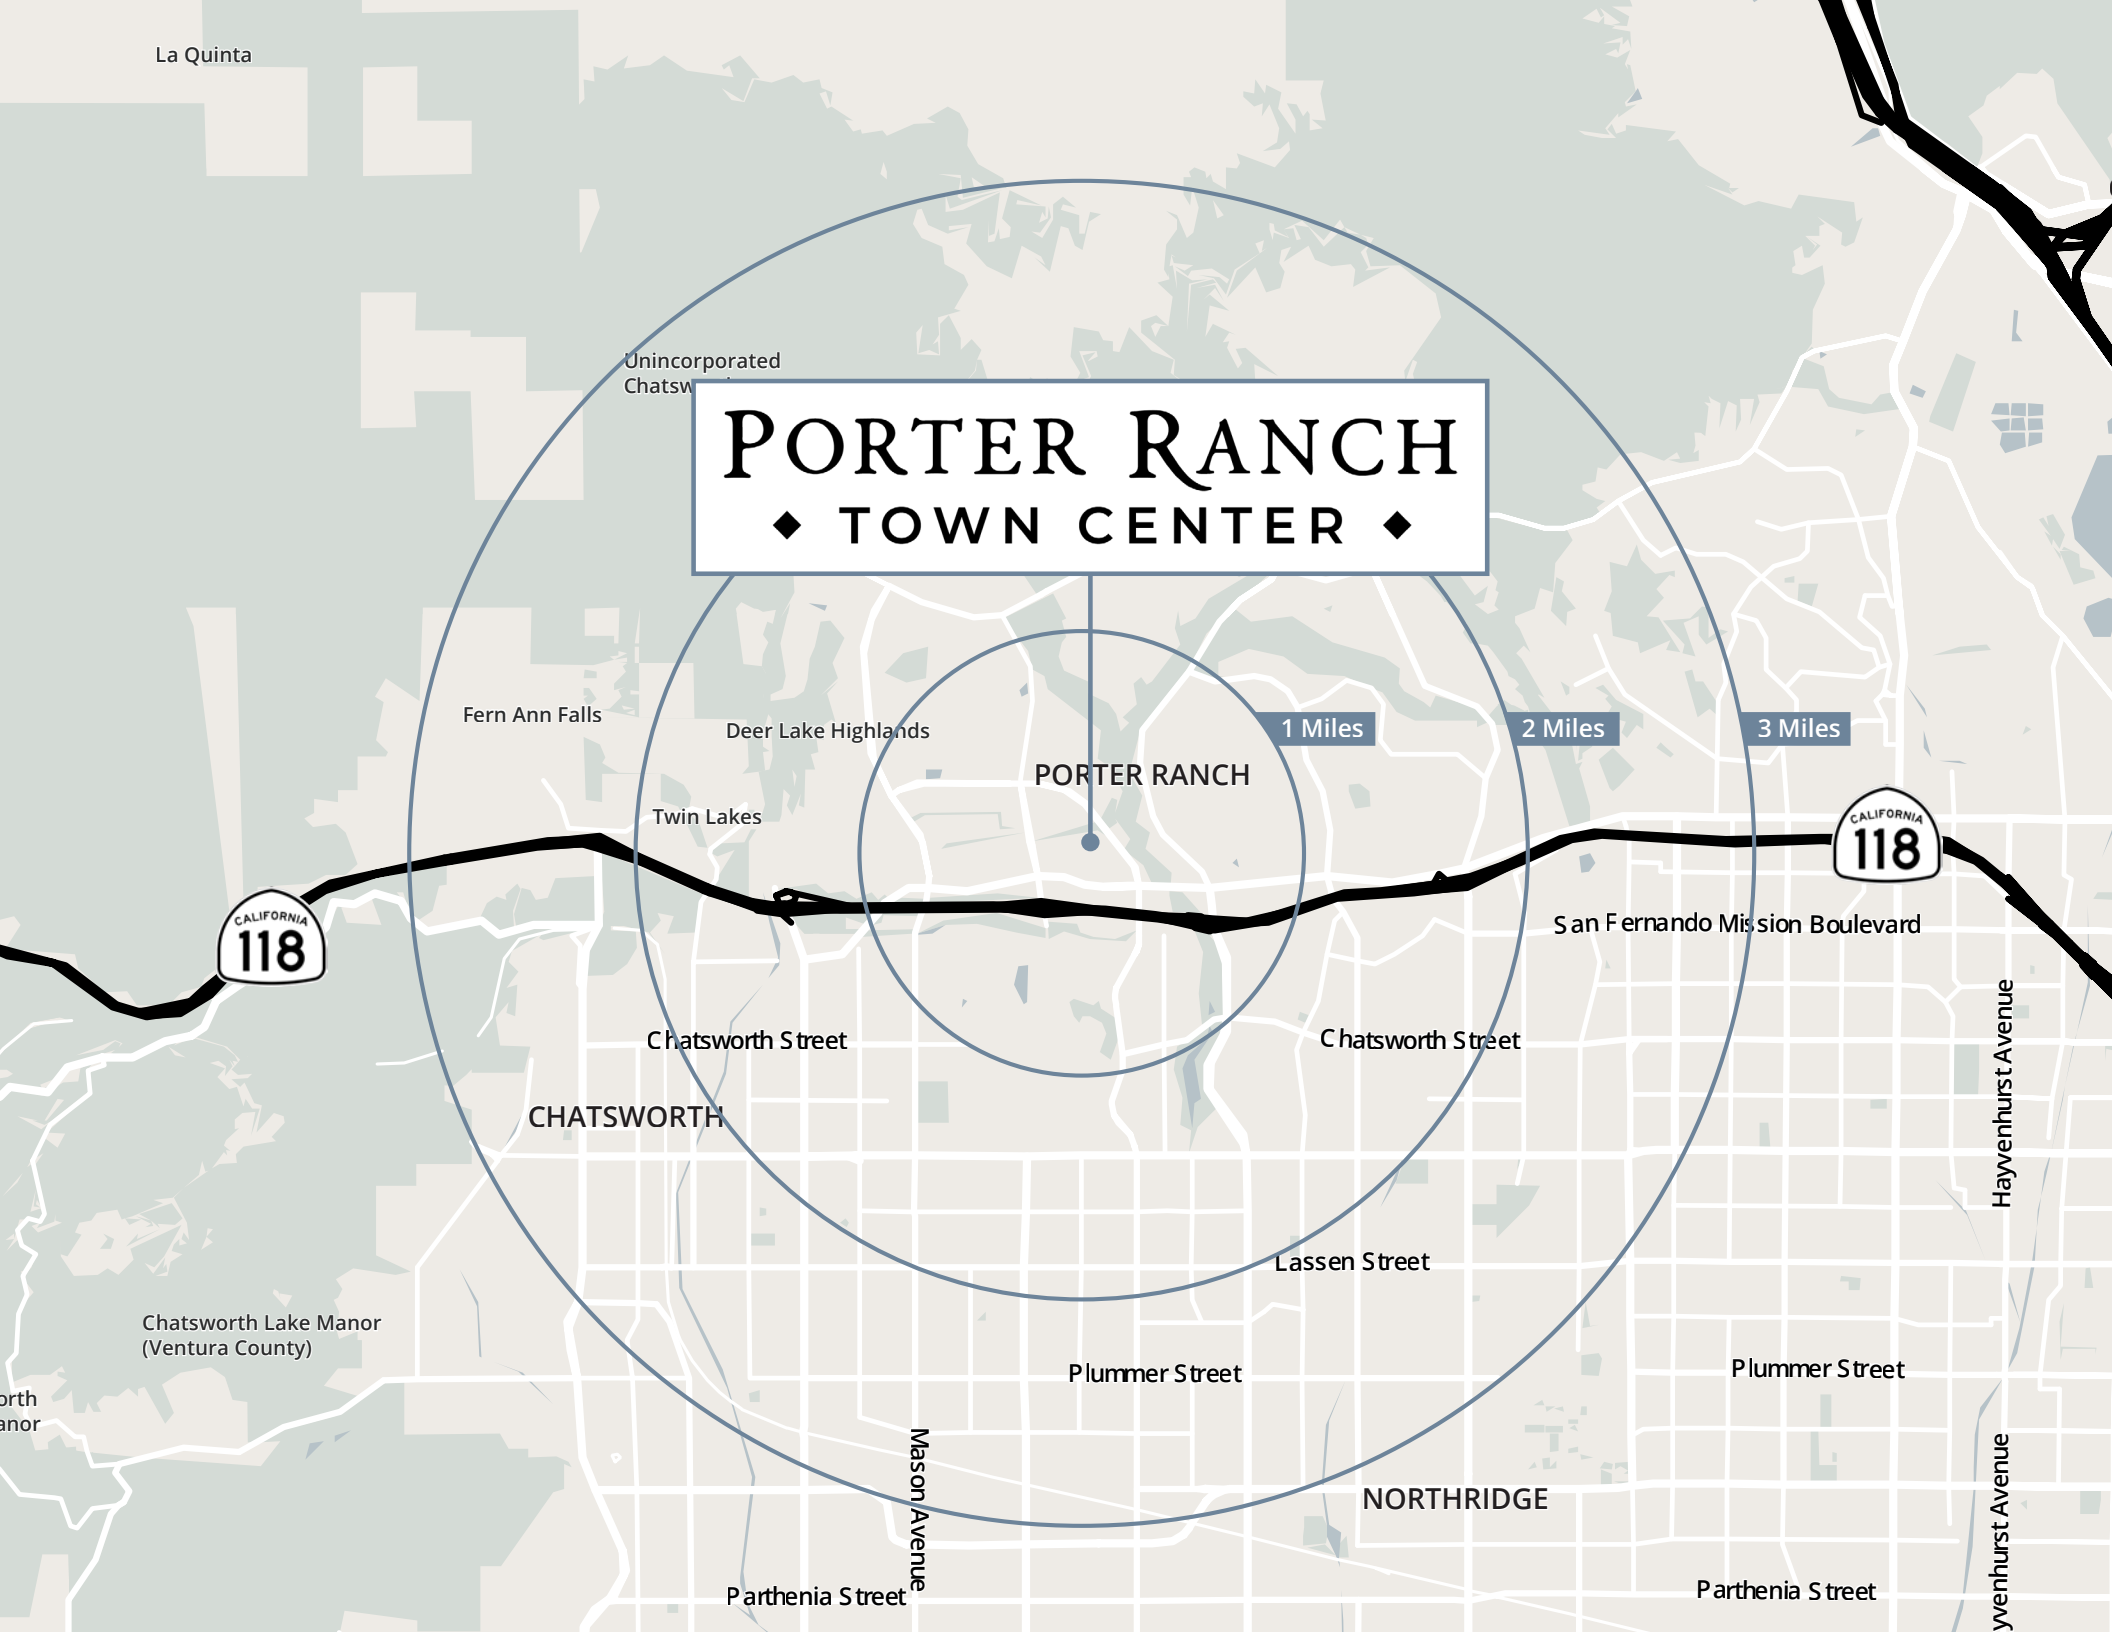 La Quinta
Unincorporated
PORTER RANCH
◆ TOWN CENTER ◆
Fern Ann Falls
Deer Lake Highlands
1 Miles
2 Miles
3 Miles
PORTER RANCH
Twin Lakes
CALIFORNIA
118
CALIFORNIA
118
San Fernando Mission Boulevard
Chatsworth Street
Chatsworth Street
Hayvenhurst Avenue
CHATSWORTH
Lassen Street
Chatsworth Lake Manor
(Ventura County)
Plummer Street
Plummer Street
orth
anor
Mason Avenue
NORTHRIDGE
yvenhurst Avenue
Parthenia Street
Parthenia Street